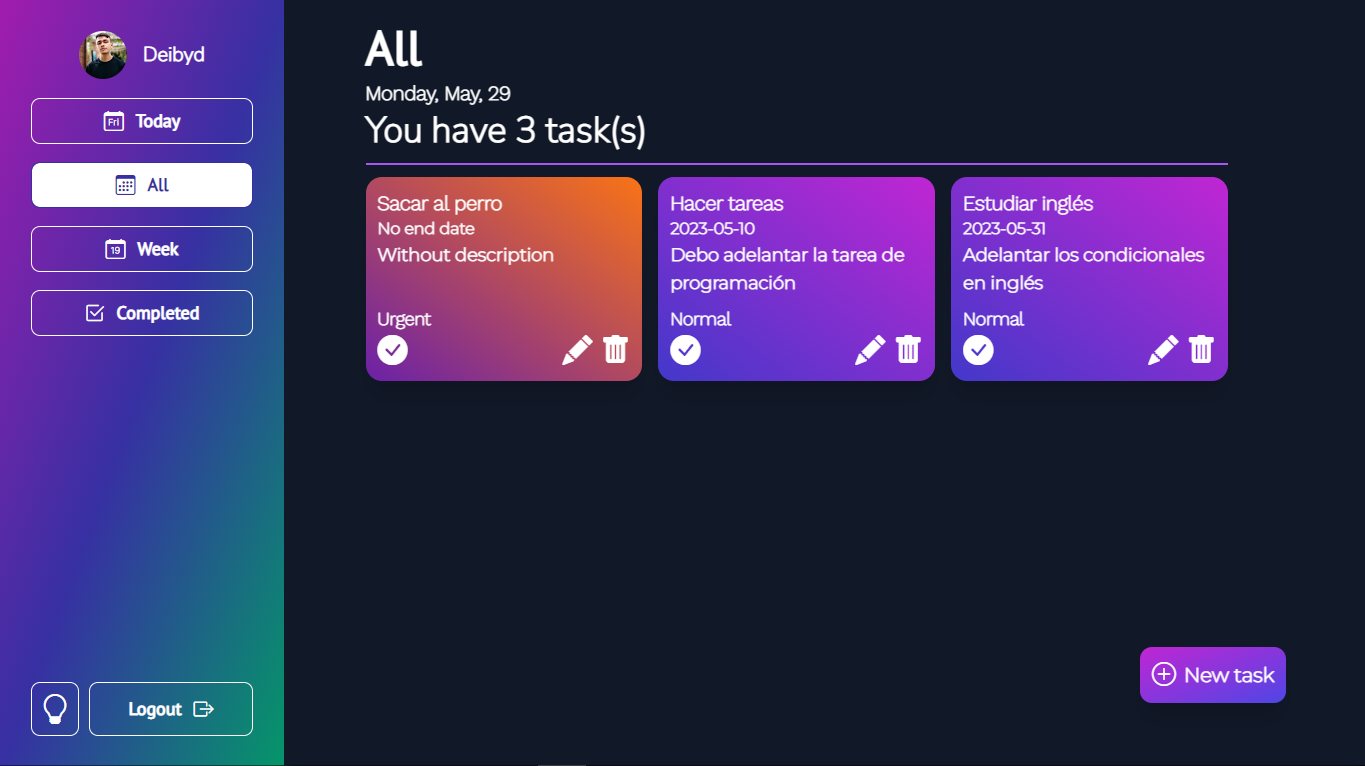 Deibyd
Today
All
Week
Completed
Logout
All
Monday, May, 29
You have 3 task(s)
Sacar al perro
No end date
Without description
Urgent
Hacer tareas
2023-05-10
Debo adelantar la tarea de
programación
Normal
Estudiar inglés
2023-05-31
Adelantar los condicionales
en inglés
Normal
New task